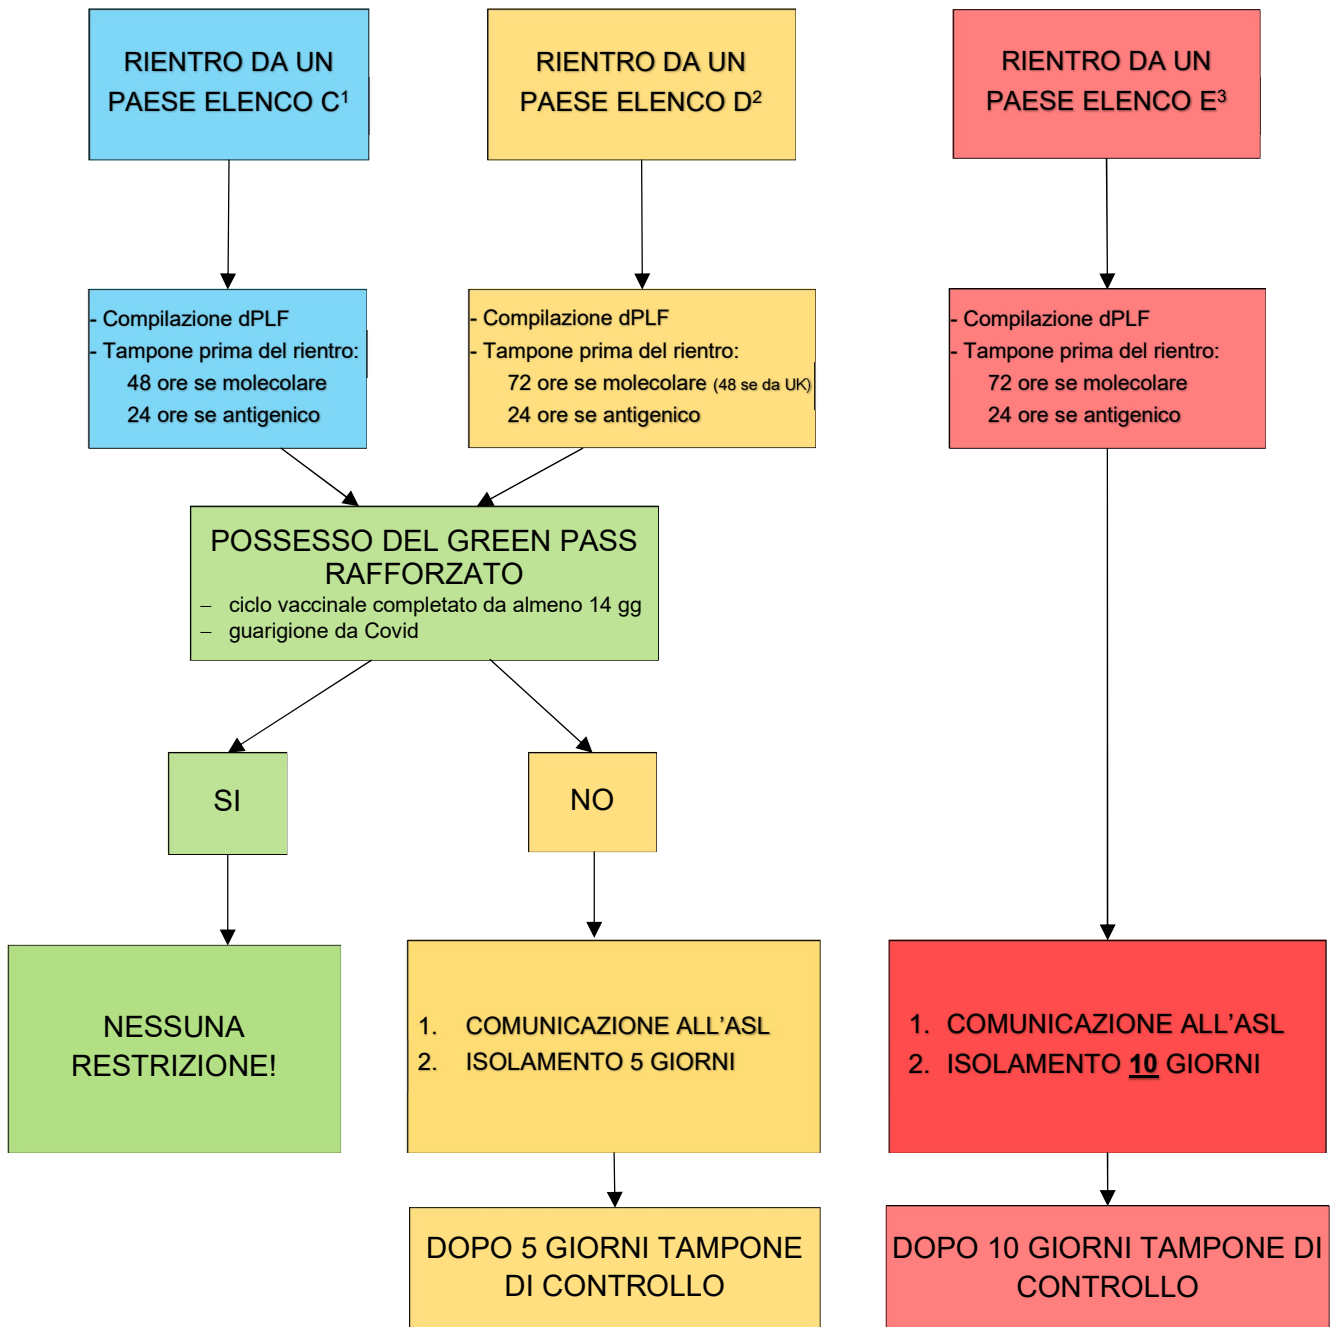 RIENTRO DA UN
PAESE ELENCO C¹
RIENTRO DA UN
PAESE ELENCO D²
RIENTRO DA UN
PAESE ELENCO E³
- Compilazione dPLF
- Tampone prima del rientro:
48 ore se molecolare
24 ore se antigenico
- Compilazione dPLF
- Tampone prima del rientro:
72 ore se molecolare (48 se da UK)
24 ore se antigenico
- Compilazione dPLF
- Tampone prima del rientro:
72 ore se molecolare
24 ore se antigenico
POSSESSO DEL GREEN PASS
RAFFORZATO
– ciclo vaccinale completato da almeno 14 gg
– guarigione da Covid
SI
NO
NESSUNA
RESTRIZIONE!
1. COMUNICAZIONE ALL’ASL
2. ISOLAMENTO 5 GIORNI
1. COMUNICAZIONE ALL’ASL
2. ISOLAMENTO 10 GIORNI
DOPO 5 GIORNI TAMPONE
DI CONTROLLO
DOPO 10 GIORNI TAMPONE DI
CONTROLLO